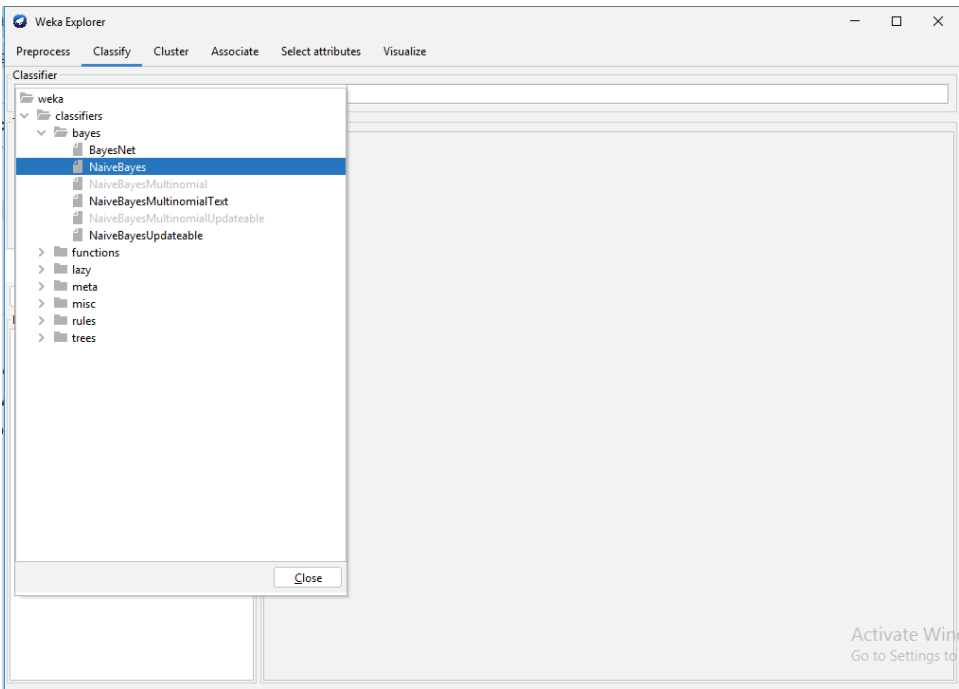 Weka Explorer
Preprocess Classify Cluster Associate Select attributes Visualize
Classifier
weka
classifiers
bayes
BayesNet
NaiveBayes
NaiveBayesMultinomial
NaiveBayesMultinomialText
NaiveBayesMultinomialUpdateable
NaiveBayesUpdateable
functions
lazy
meta
misc
rules
trees
Close
Activate Win
Go to Settings to